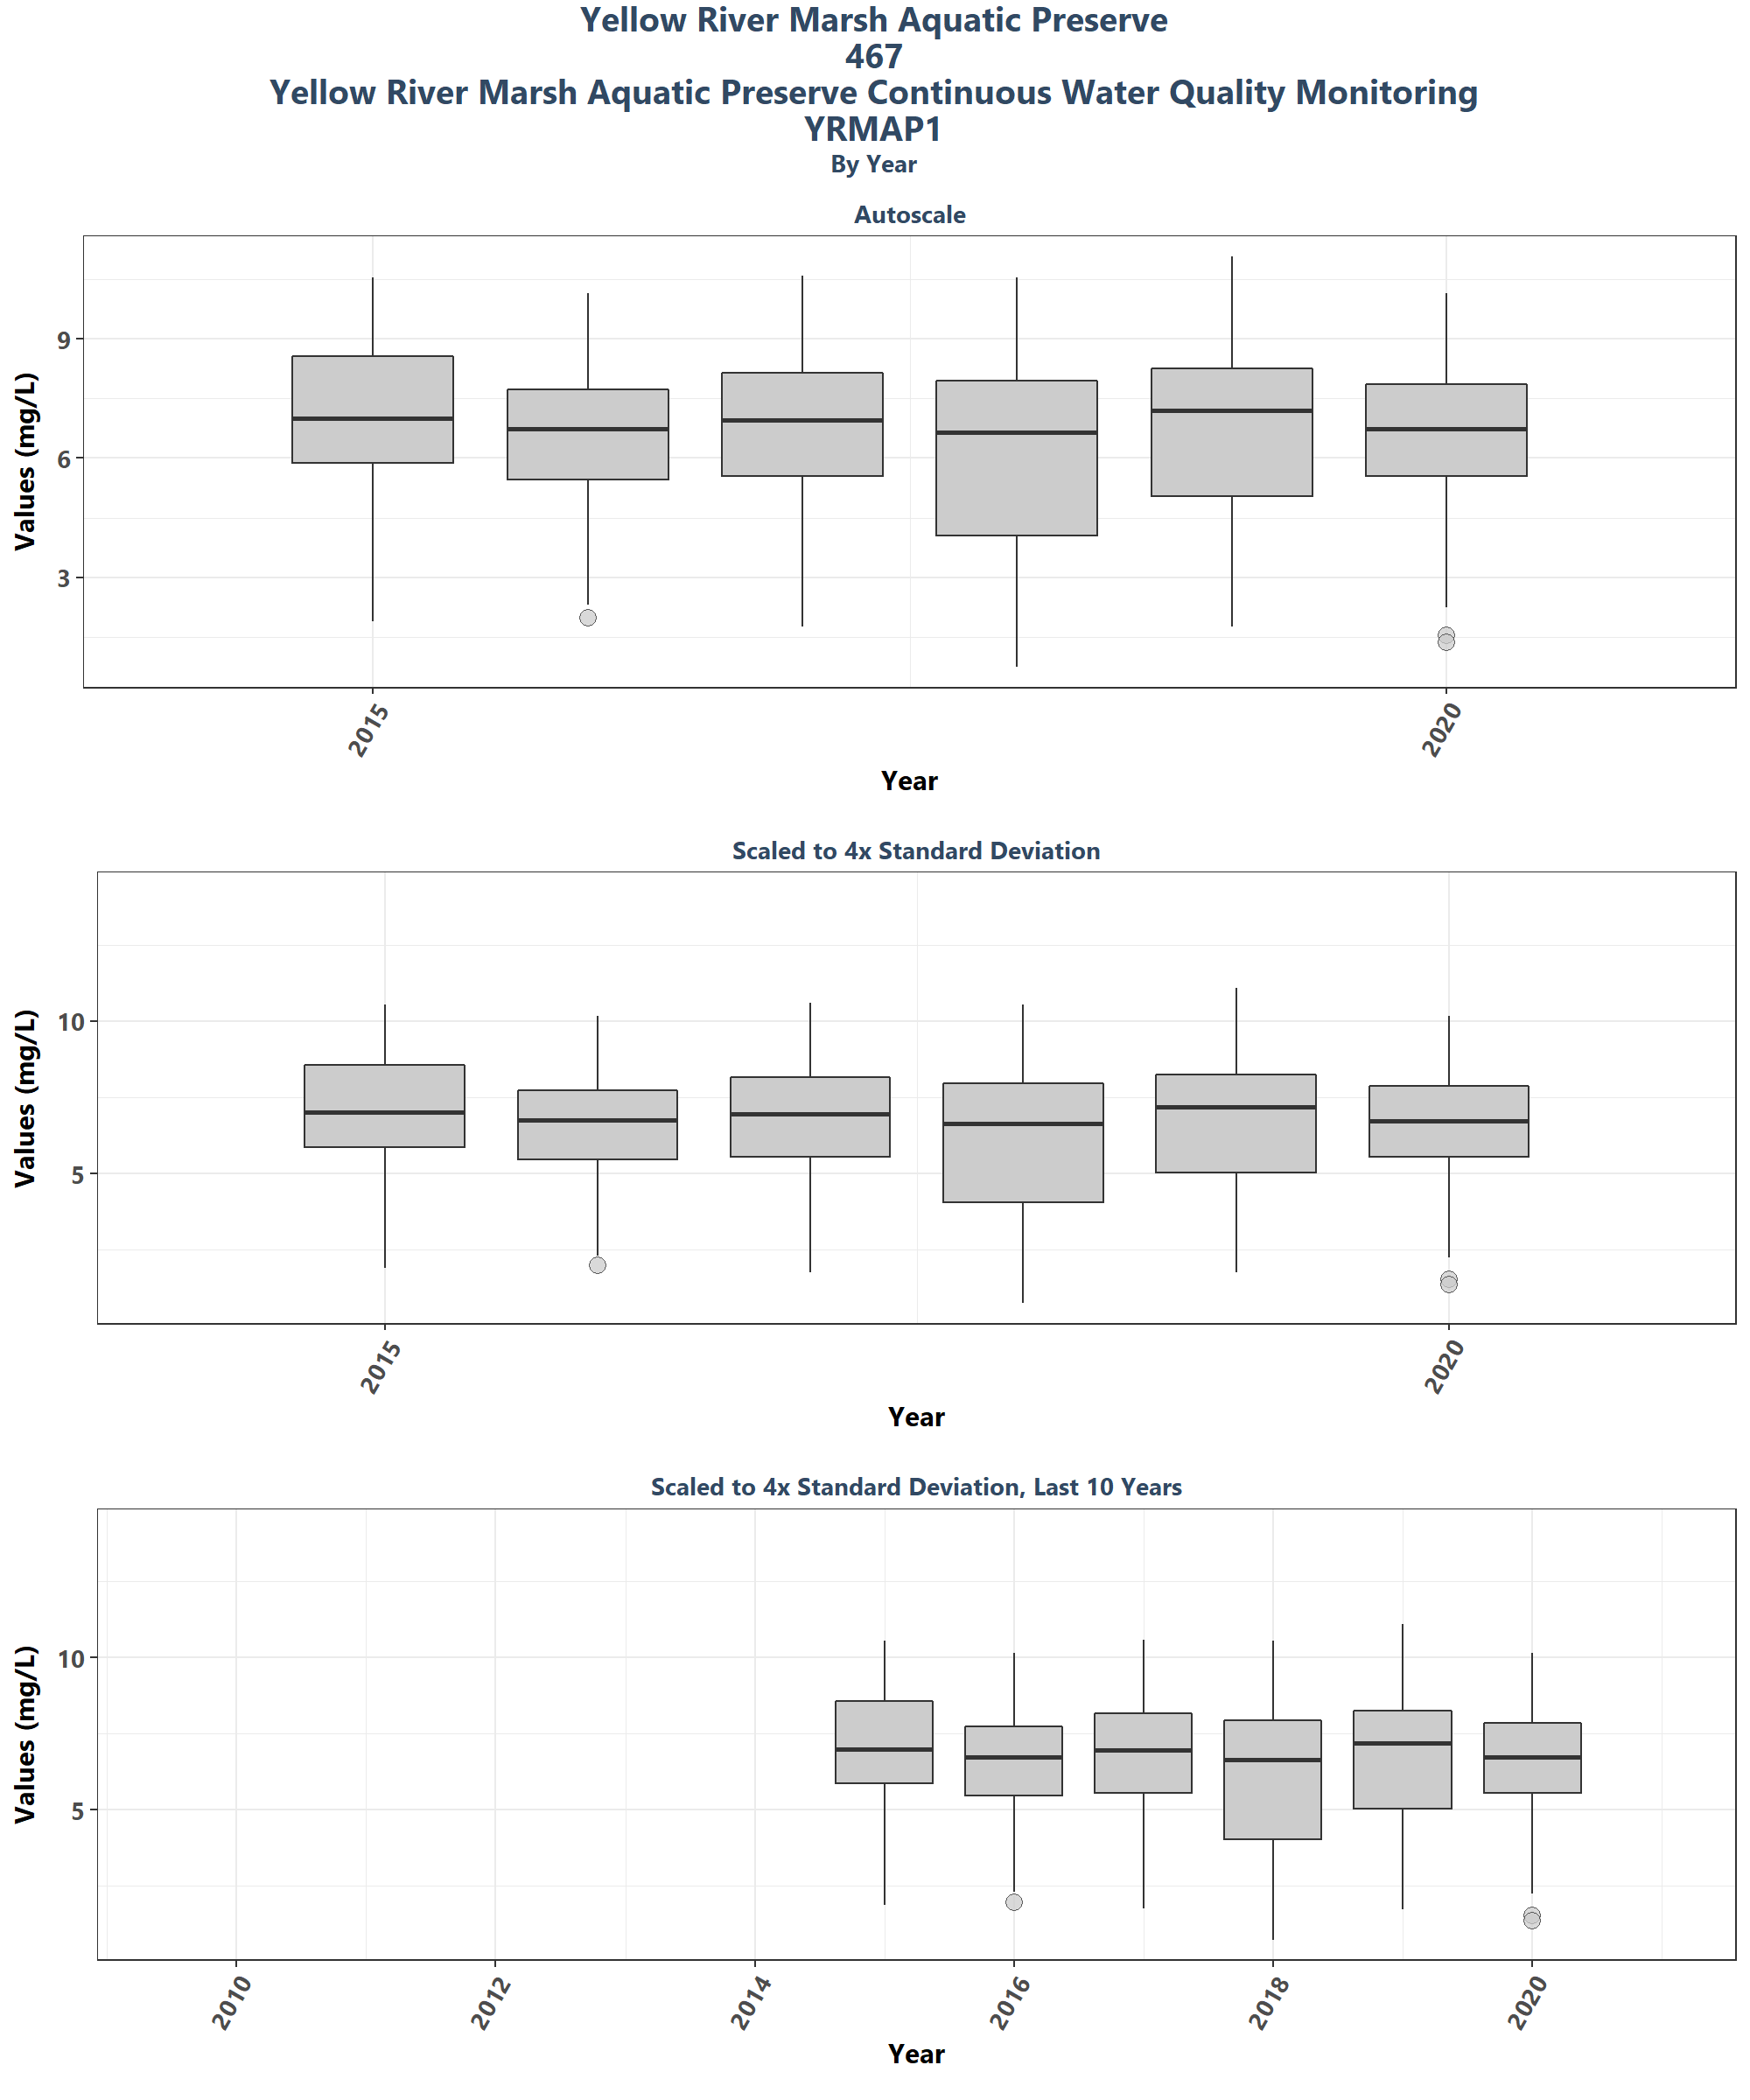 Yellow River Marsh Aquatic Preserve
467
Yellow River Marsh Aquatic Preserve Continuous Water Quality Monitoring
YRMAP1
By Year
Autoscale
Values (mg/L)
9
6
3
2015
2020
Year
Scaled to 4x Standard Deviation
Values (mg/L)
10
5
2015
2020
Year
Scaled to 4x Standard Deviation, Last 10 Years
Values (mg/L)
10
5
2010
2012
2014
2016
2018
2020
Year